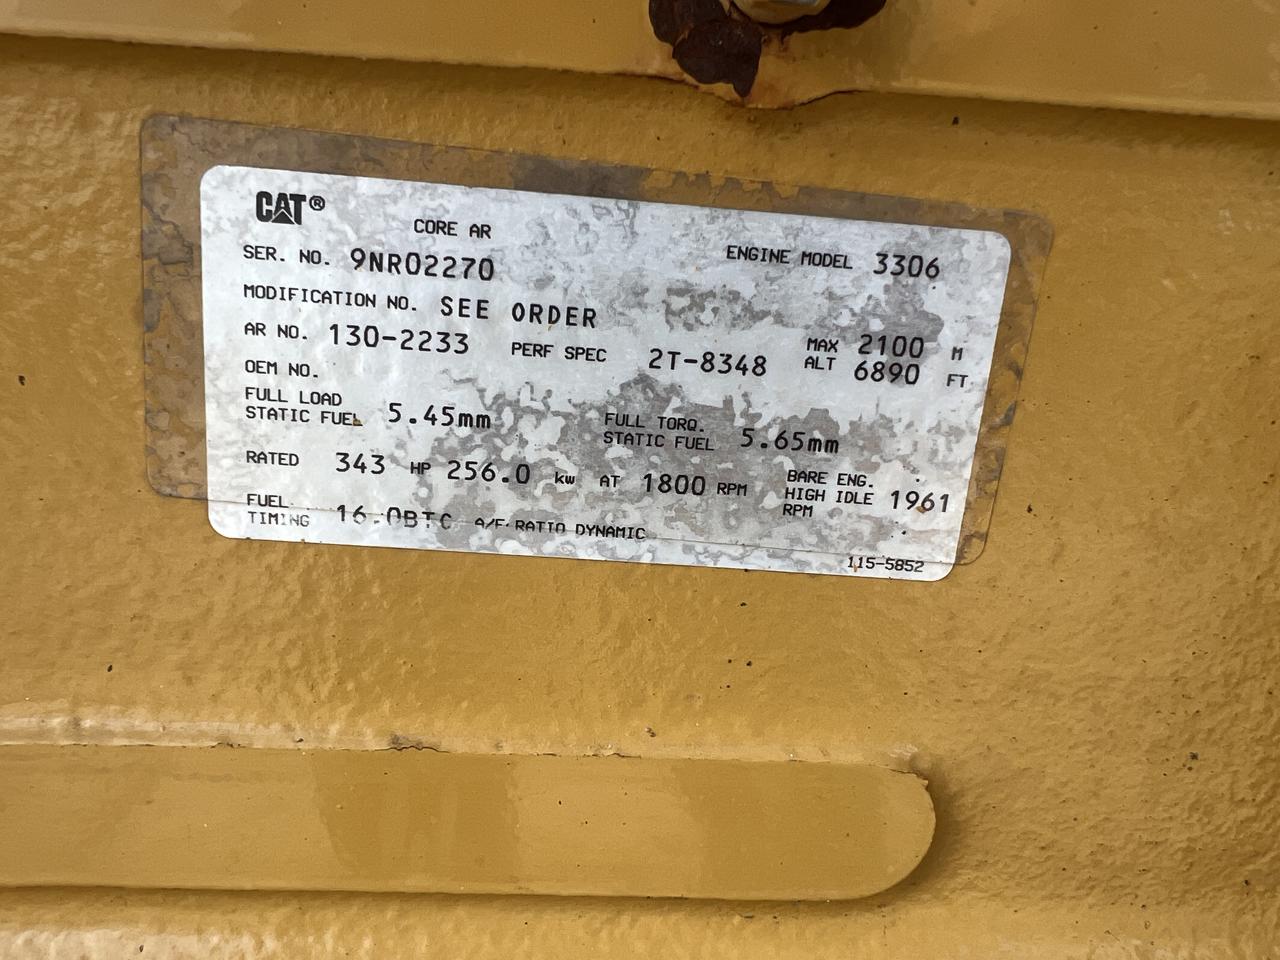 CAT®
CORE AR
SER. NO. 9NR02270 ENGINE MODEL 3306
MODIFICATION NO. SEE ORDER
AR NO. 130-2233 PERF SPEC 2T-8348 MAX ALT 2100 M 6890 FT
OEM NO.
FULL LOAD
STATIC FUEL 5.45mm
FULL TORQ.
STATIC FUEL 5.65mm
RATED 343 HP 256.0 kw AT 1800 RPM
BARE ENG.
HIGH IDLE 1961
RPM
FUEL
TIMING 16.0BTC A/F RATIO DYNAMIC
115-5852